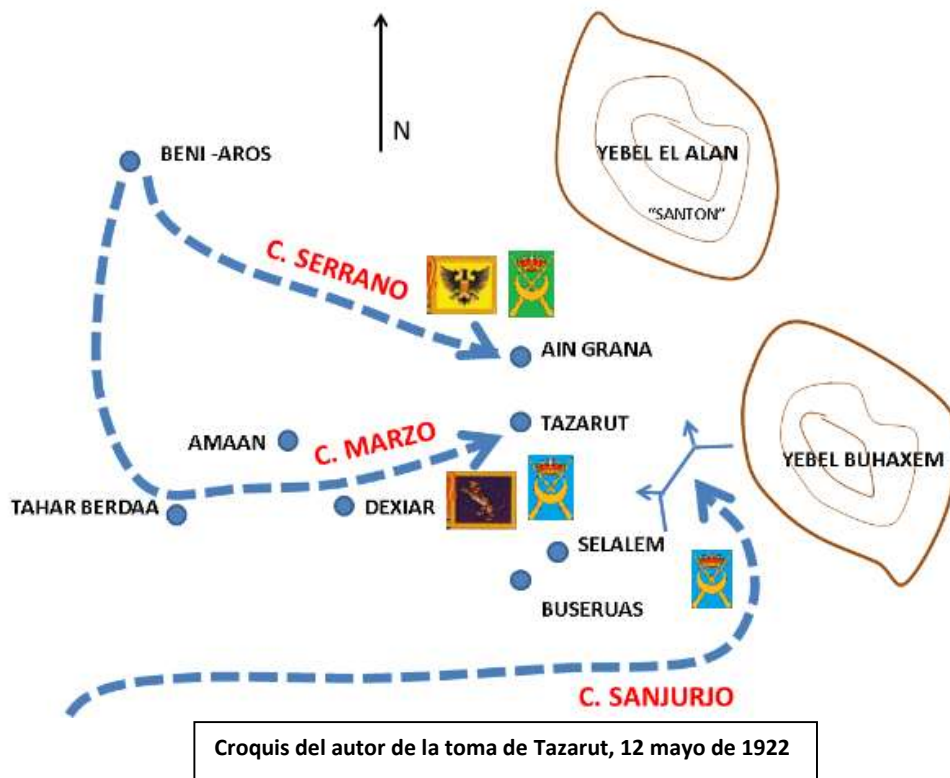 N
YEBEL EL ALAN
"SANTON"
BENI -AROS
C. SERRANO
AIN GRANA
TAZARUT
AMAAN
C. MARZO
YEBEL BUHAXEM
TAHAR BERDAA
DEXIAR
SELALEM
BUSERUAS
C. SANJURJO
Croquis del autor de la toma de Tazarut, 12 mayo de 1922